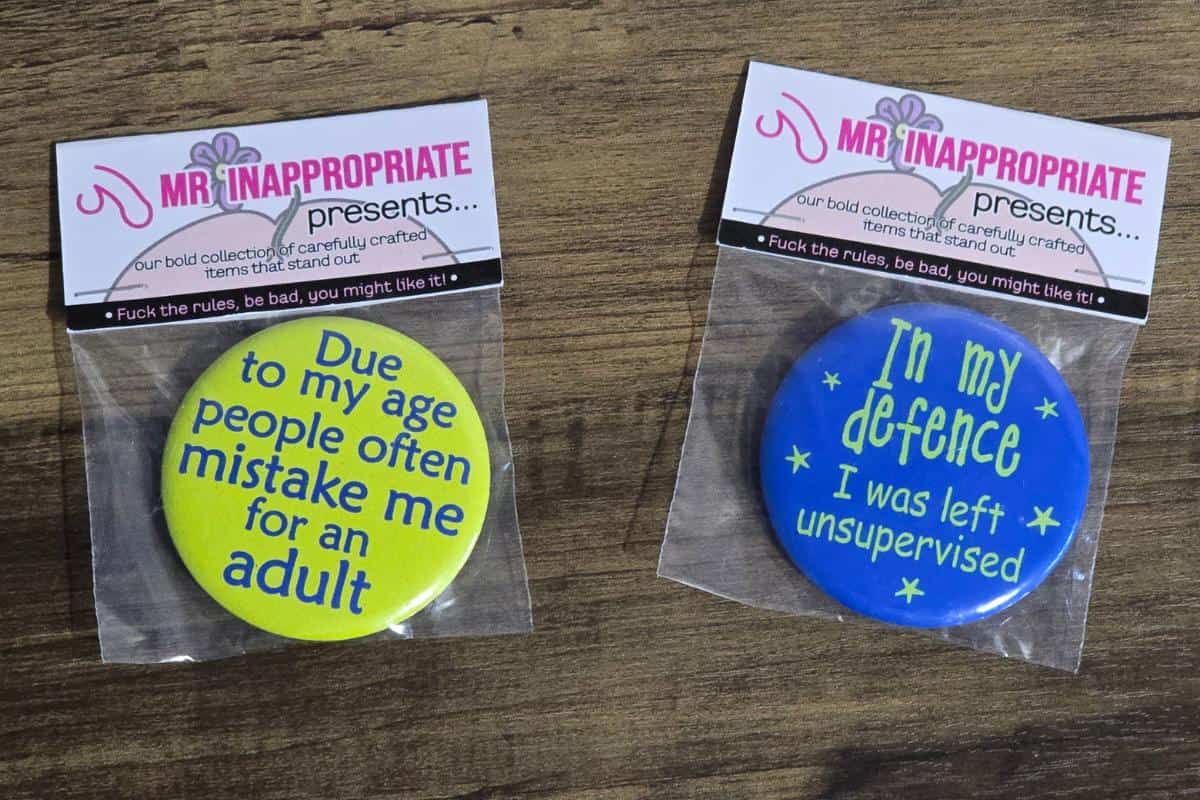 MR INAPPROPRIATE
presents...
our bold collection of carefully crafted
items that stand out
• Fuck the rules, be bad, you might like it! •
Due
to my age
people often
mistake me
for an
adult
MR INAPPROPRIATE
presents...
our bold collection of carefully crafted
items that stand out
• Fuck the rules, be bad, you might like it! •
In my
defence
I was left
unsupervised